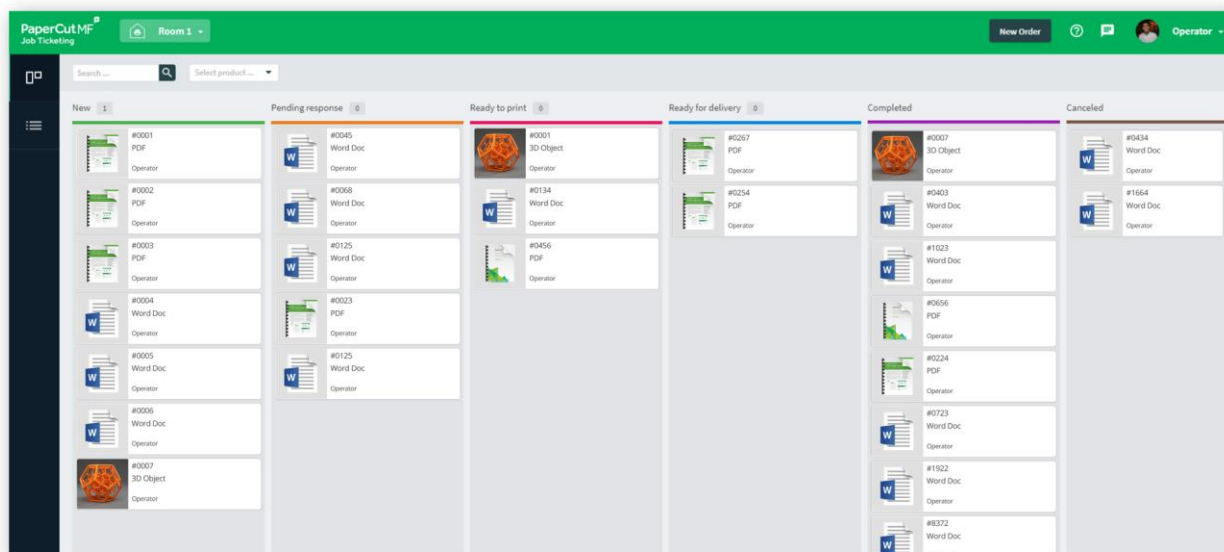 PaperCut MF
Job Ticketing
Room 1
New Order
Operator
Search ...
Select product ...
New 1
#0001
PDF
Operator
#0002
PDF
Operator
#0003
PDF
Operator
#0004
Word Doc
Operator
#0005
Word Doc
Operator
#0006
Word Doc
Operator
#0007
3D Object
Operator
Pending response 0
#0045
Word Doc
Operator
#0068
Word Doc
Operator
#0125
Word Doc
Operator
#0023
PDF
Operator
#0125
Word Doc
Operator
Ready to print 0
#0001
3D Object
Operator
#0134
Word Doc
Operator
#0456
PDF
Operator
Ready for delivery 0
#0267
PDF
Operator
#0254
PDF
Operator
Completed
#0007
3D Object
Operator
#0403
Word Doc
Operator
#1023
Word Doc
Operator
#0656
PDF
Operator
#0224
PDF
Operator
#0723
Word Doc
Operator
#1922
Word Doc
Operator
#8372
Word Doc
Canceled
#0434
Word Doc
Operator
#1664
Word Doc
Operator